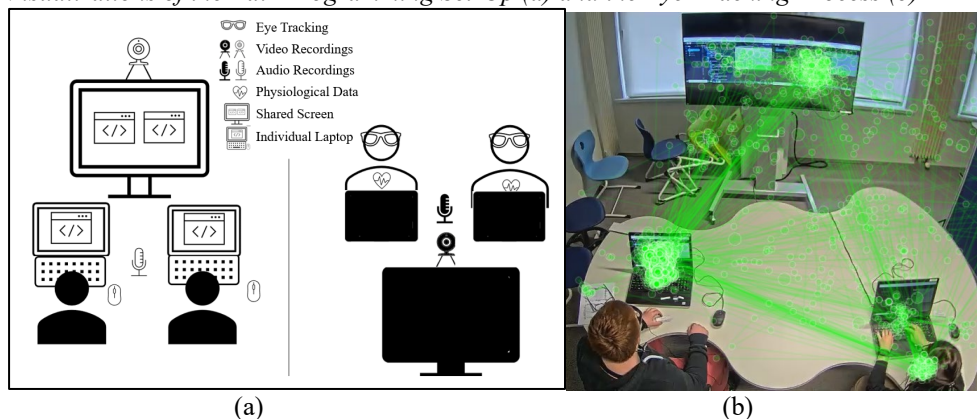 Eye Tracking
Video Recordings
Audio Recordings
Physiological Data
Shared Screen
Individual Laptop
</>
</>
</>
</>
(a)
(b)